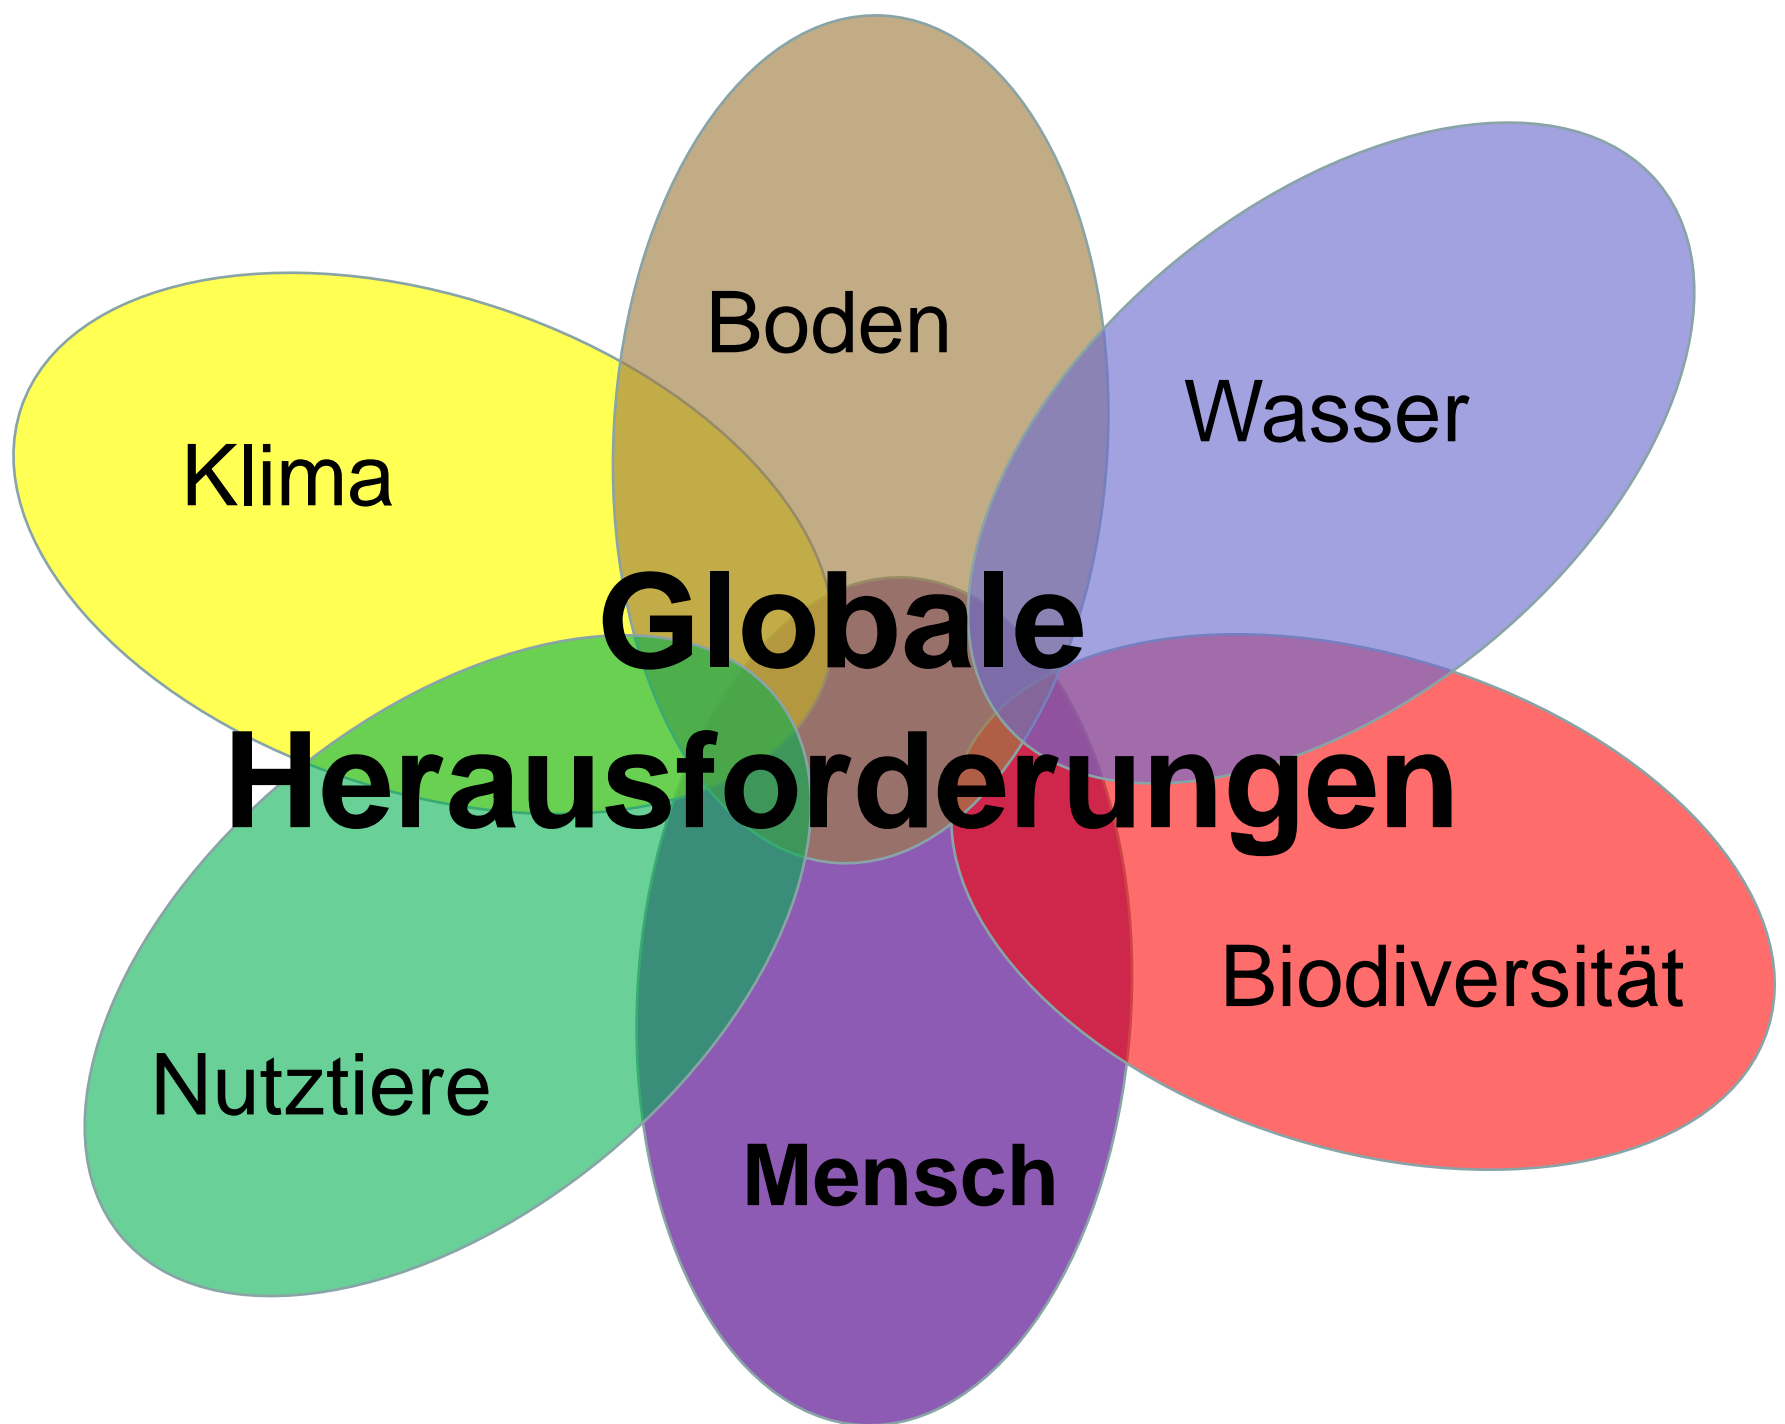 Boden
Wasser
Klima
Globale
Herausforderungen
Biodiversität
Nutztiere
Mensch